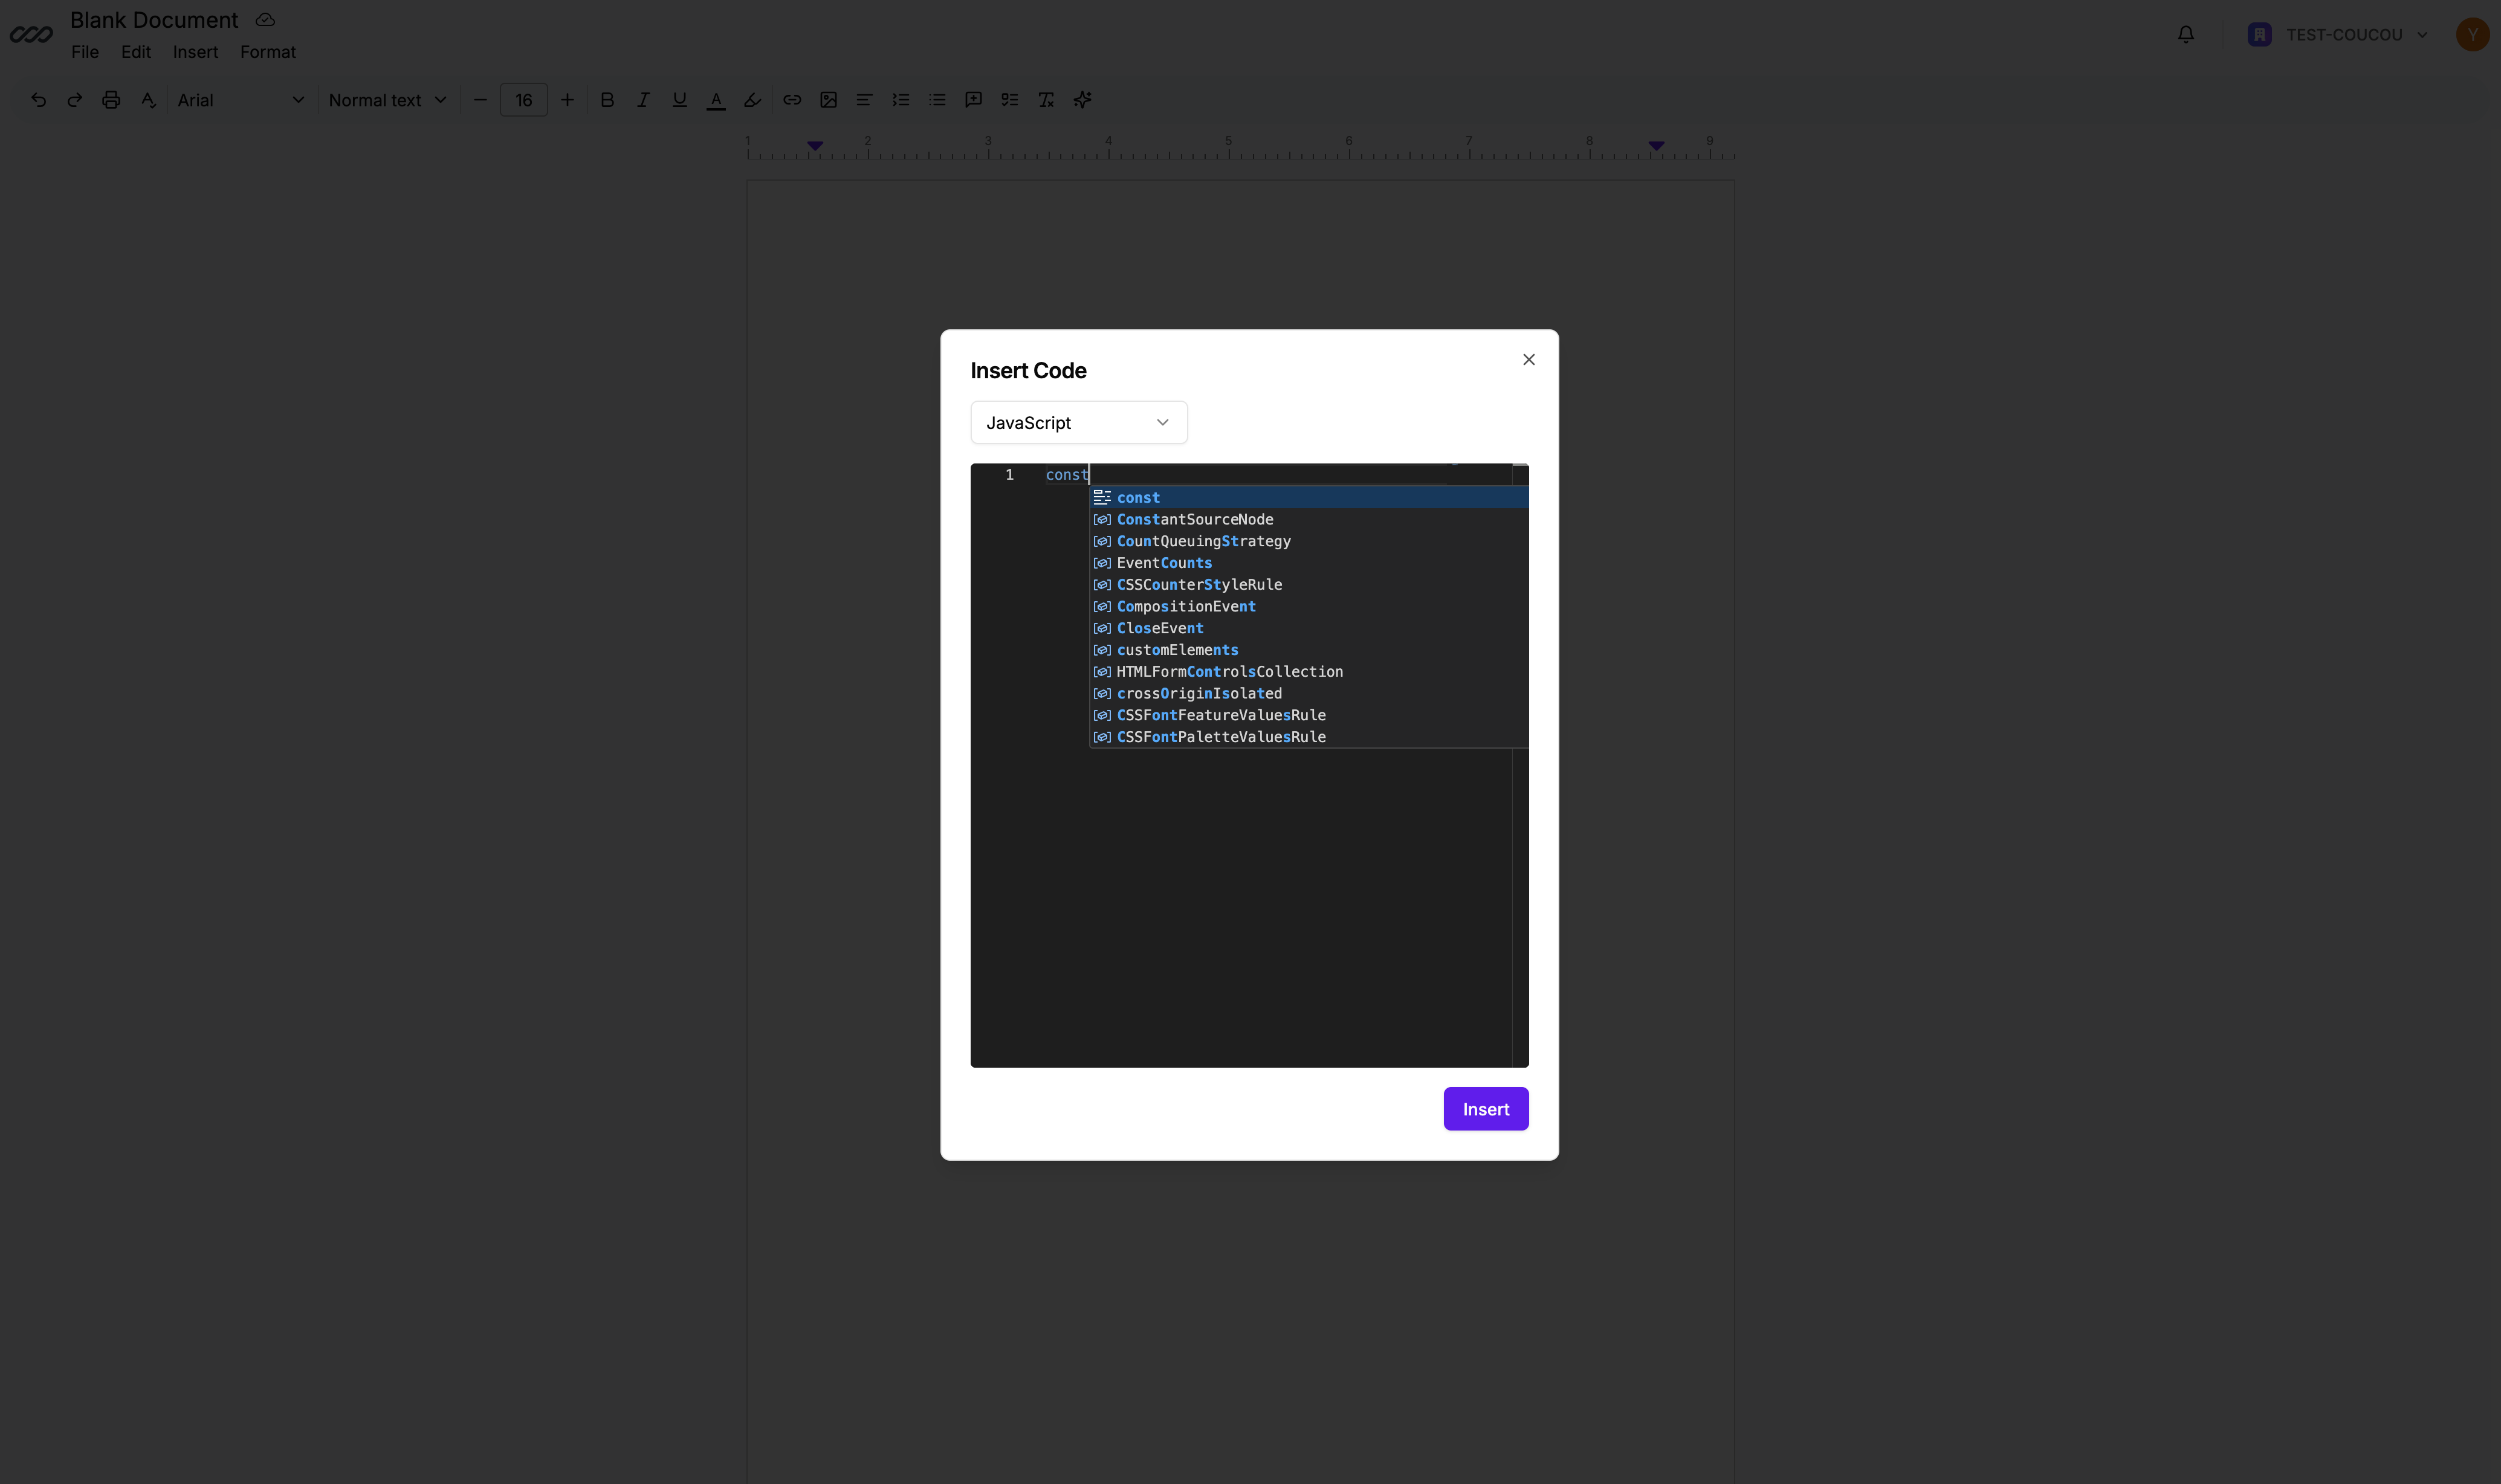 Blank Document
File Edit Insert Format
TEST-COUCOU
Y
Arial Normal text 16 B I U A
1 2 3 4 5 6 7 8 9
Insert Code
JavaScript
1 const
const
ConstantSourceNode
CountQueuingStrategy
EventCounts
CSSCounterStyleRule
CompositionEvent
CloseEvent
customElements
HTMLFormControlsCollection
crossOriginIsolated
CSSFontFeatureValuesRule
CSSFontPaletteValuesRule
Insert